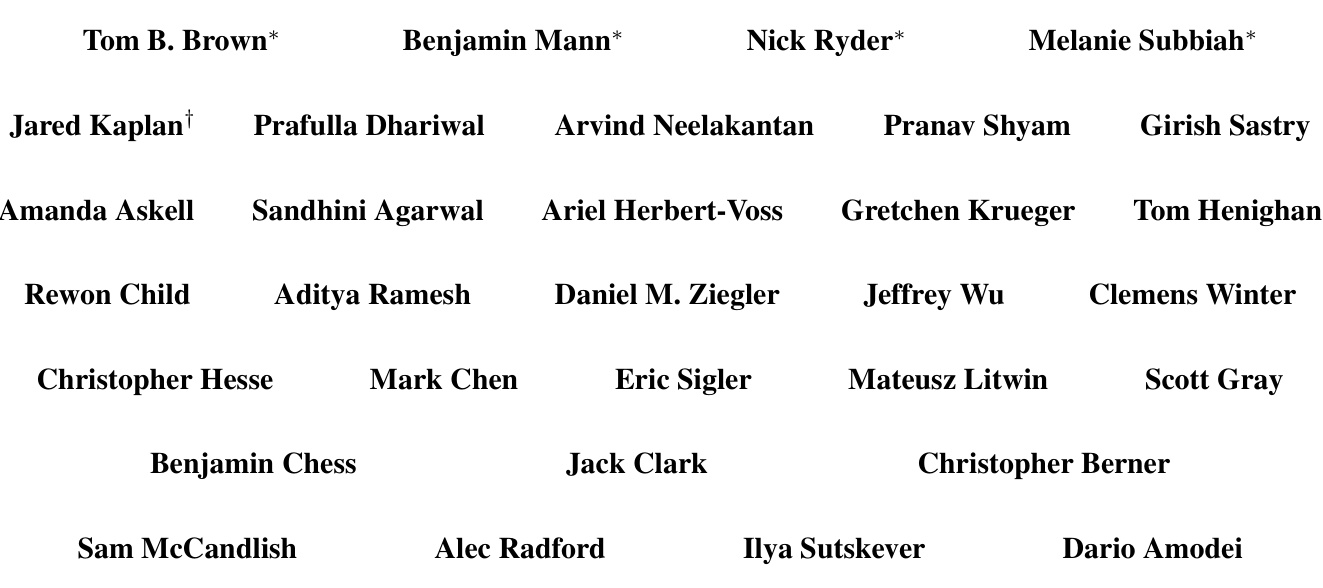 Tom B. Brown* Benjamin Mann* Nick Ryder* Melanie Subbiah*
Jared Kaplan† Prafulla Dhariwal Arvind Neelakantan Pranav Shyam Girish Sastry
Amanda Askell Sandhini Agarwal Ariel Herbert-Voss Gretchen Krueger Tom Henighan
Rewon Child Aditya Ramesh Daniel M. Ziegler Jeffrey Wu Clemens Winter
Christopher Hesse Mark Chen Eric Sigler Mateusz Litwin Scott Gray
Benjamin Chess Jack Clark Christopher Berner
Sam McCandlish Alec Radford Ilya Sutskever Dario Amodei